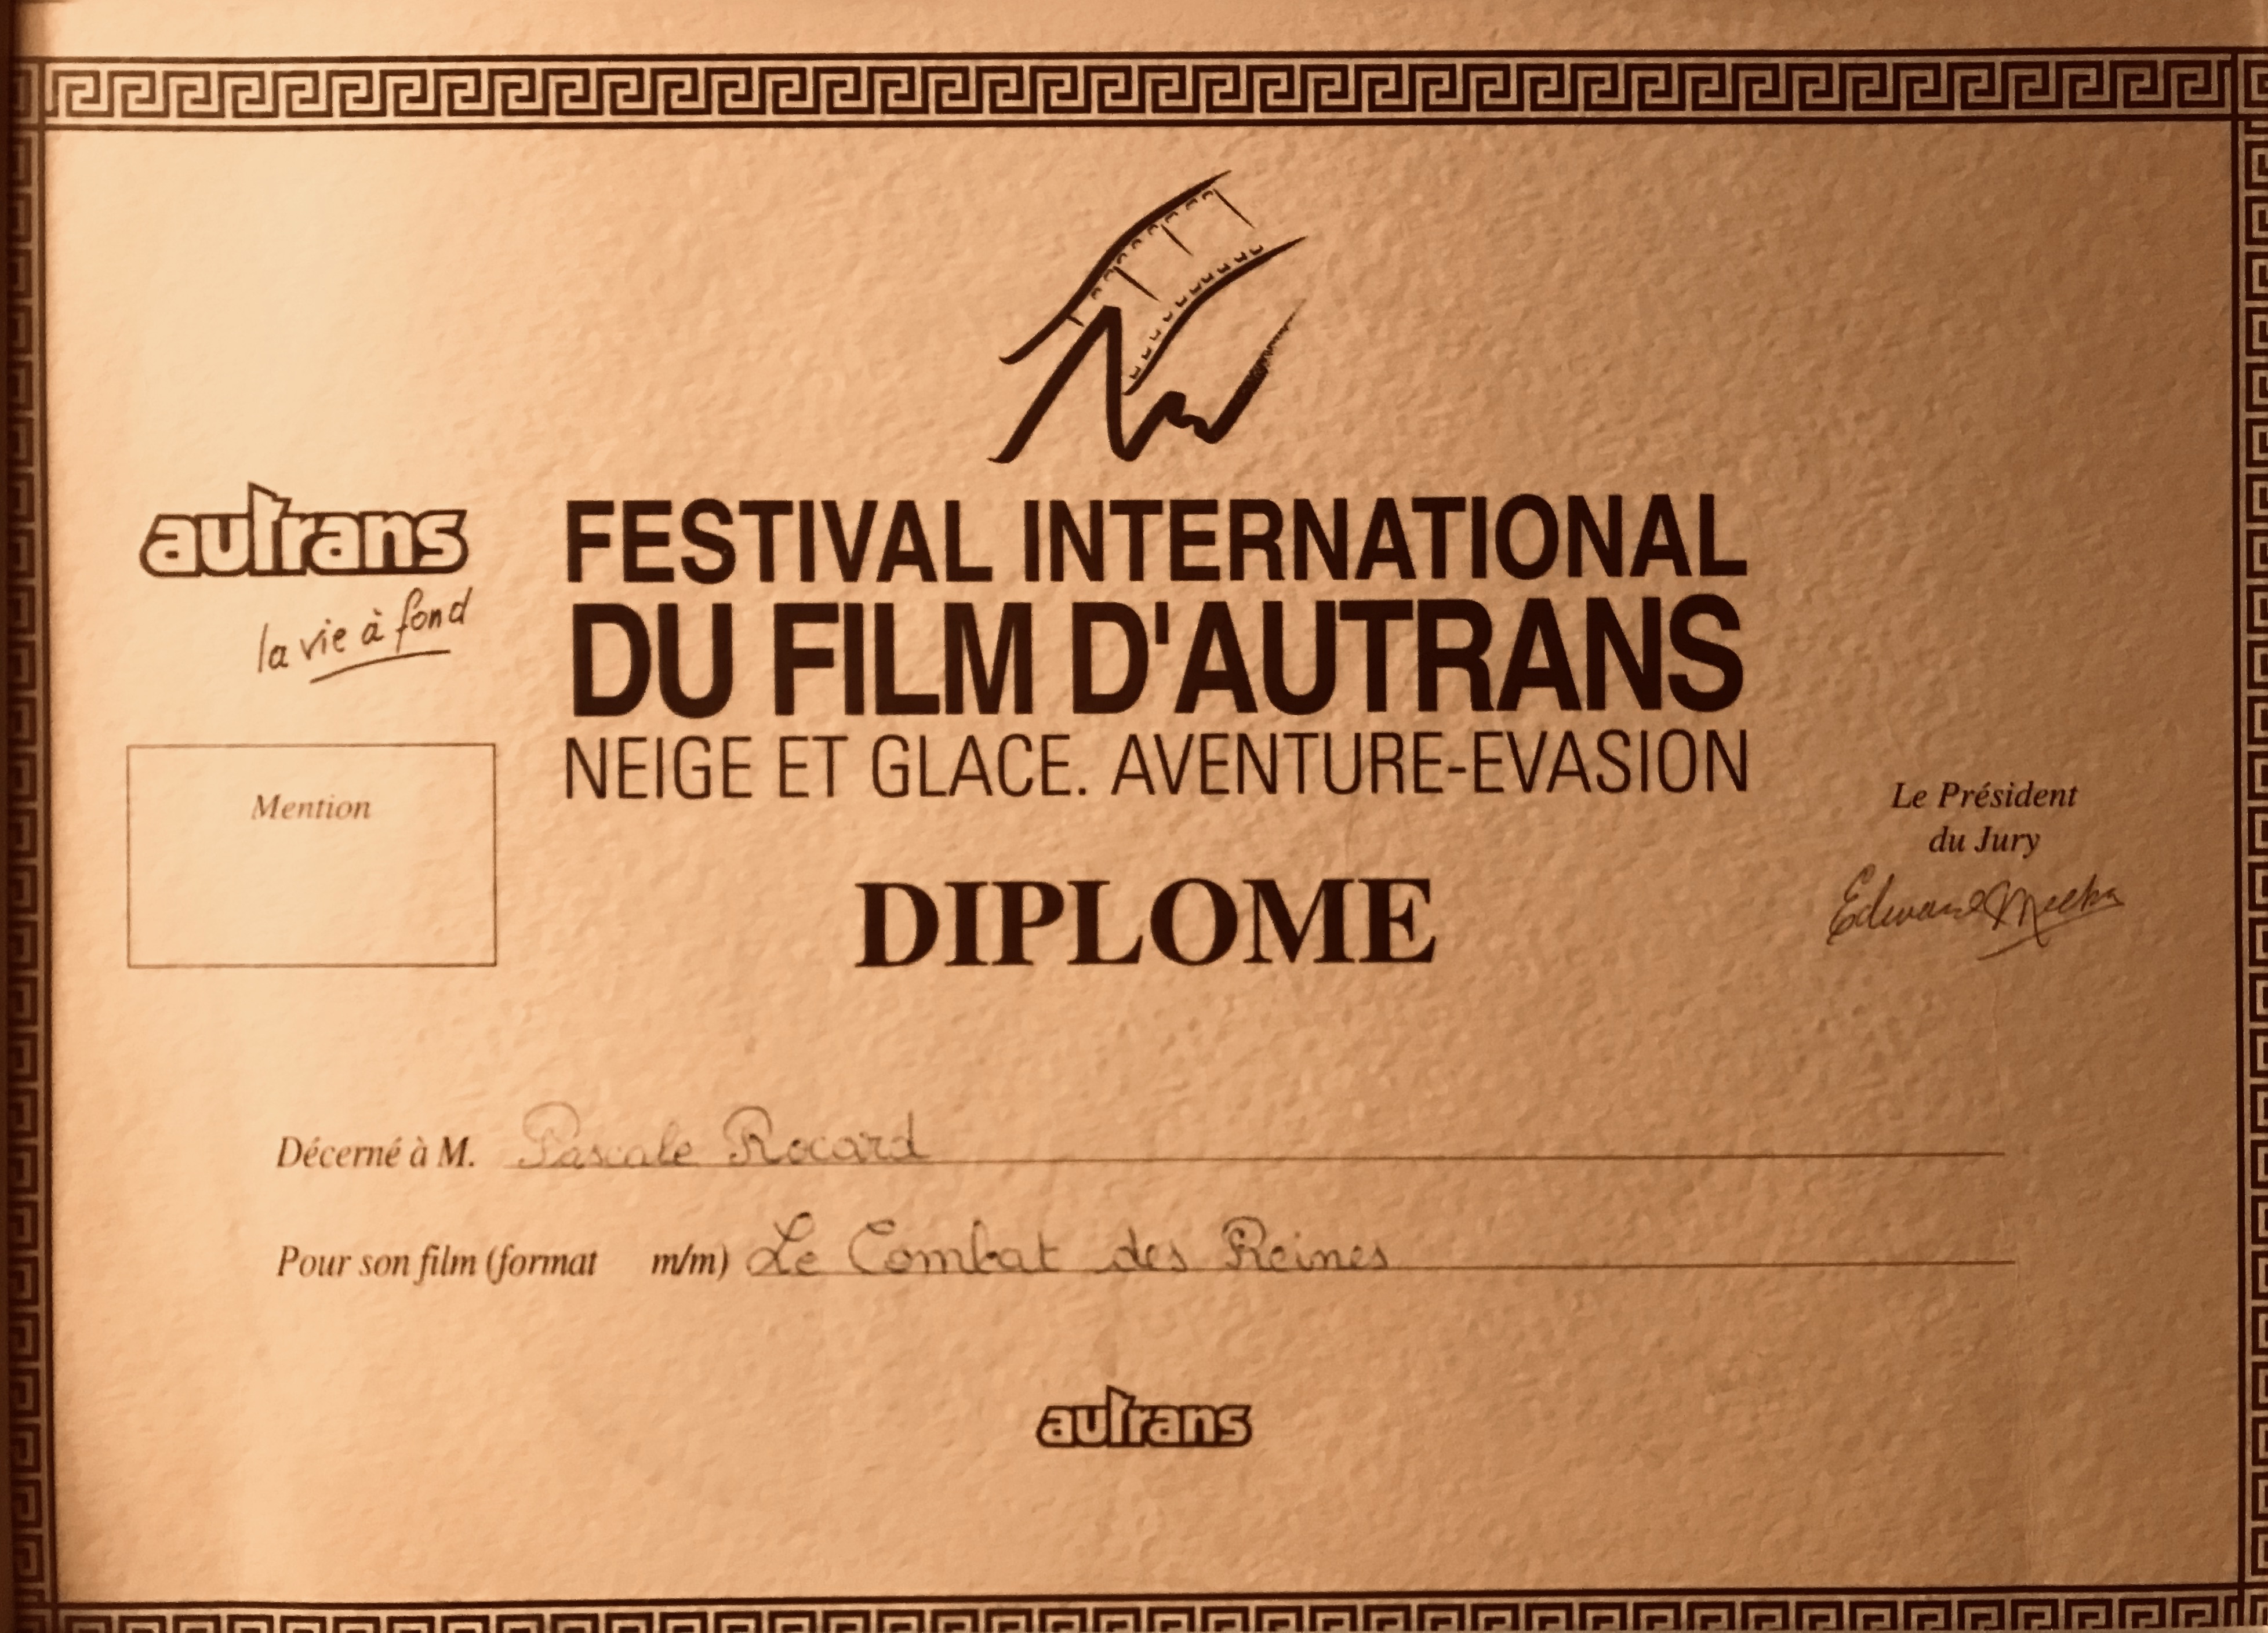 autrans
la vie à fond
FESTIVAL INTERNATIONAL
DU FILM D'AUTRANS
NEIGE ET GLACE. AVENTURE-EVASION
Mention
Le Président
du Jury
Edward
DIPLOME
Décerné à M. Pascale Rocard
Pour son film (format m/m) Le Combat des Reines
autrans